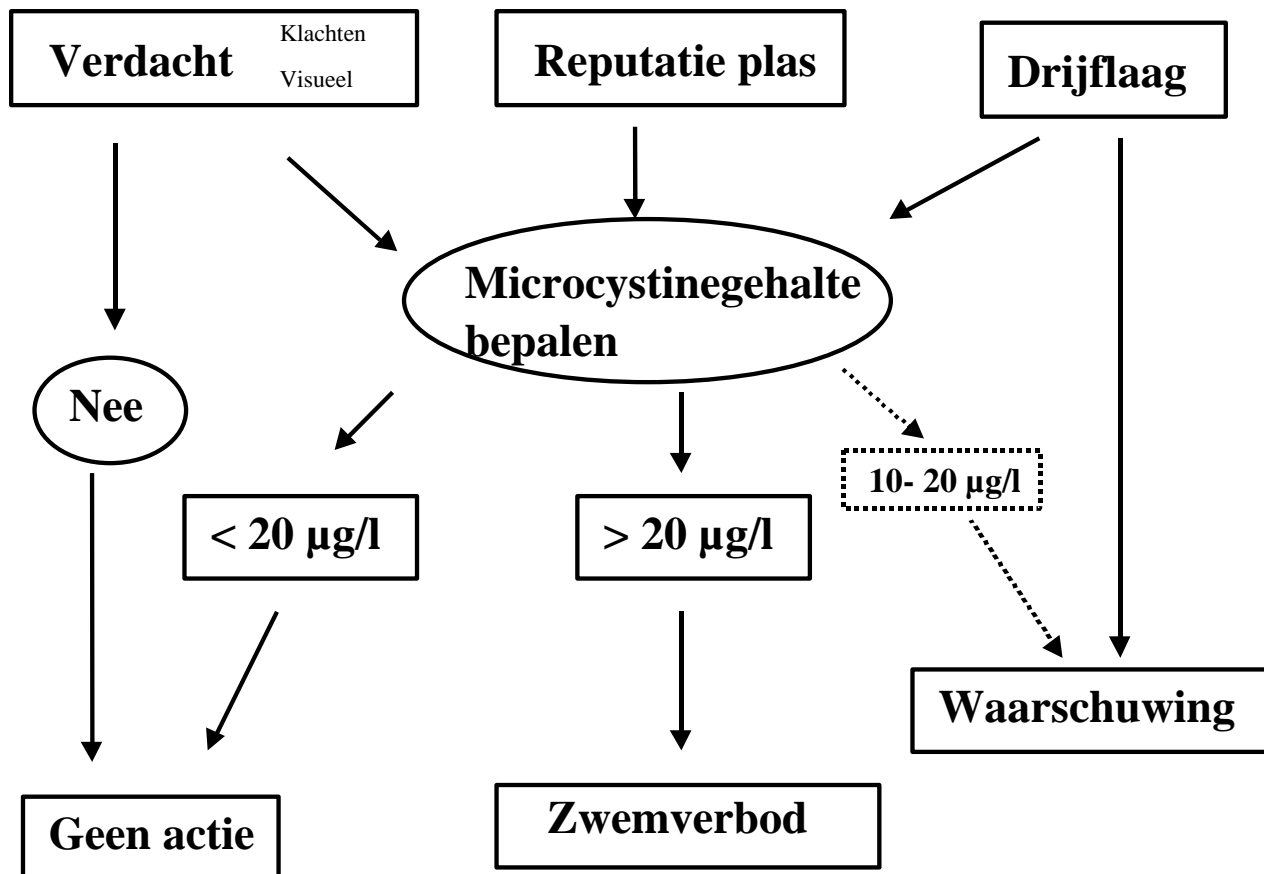 Verdacht
Klachten
Visueel
Reputatie plas
Drijflaag
Microcystinegehalte
bepalen
Nee
10- 20 µg/l
< 20 µg/l
> 20 µg/l
Waarschuwing
Geen actie
Zwemverbod